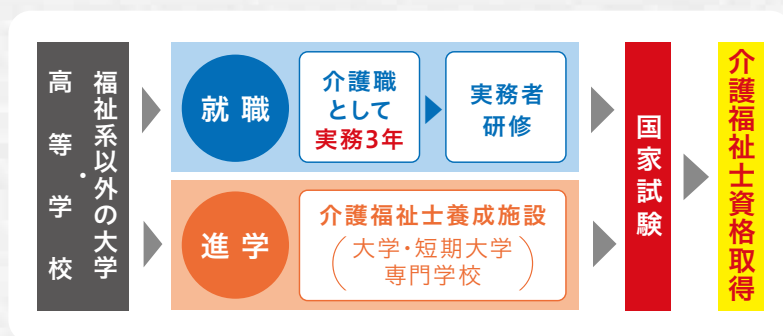 高等学校・
福祉系以外の大学
就職
介護職
として
実務3年
実務者
研修
進学
介護福祉士養成施設
(大学・短期大学
専門学校)
国家試験
介護福祉士資格取得